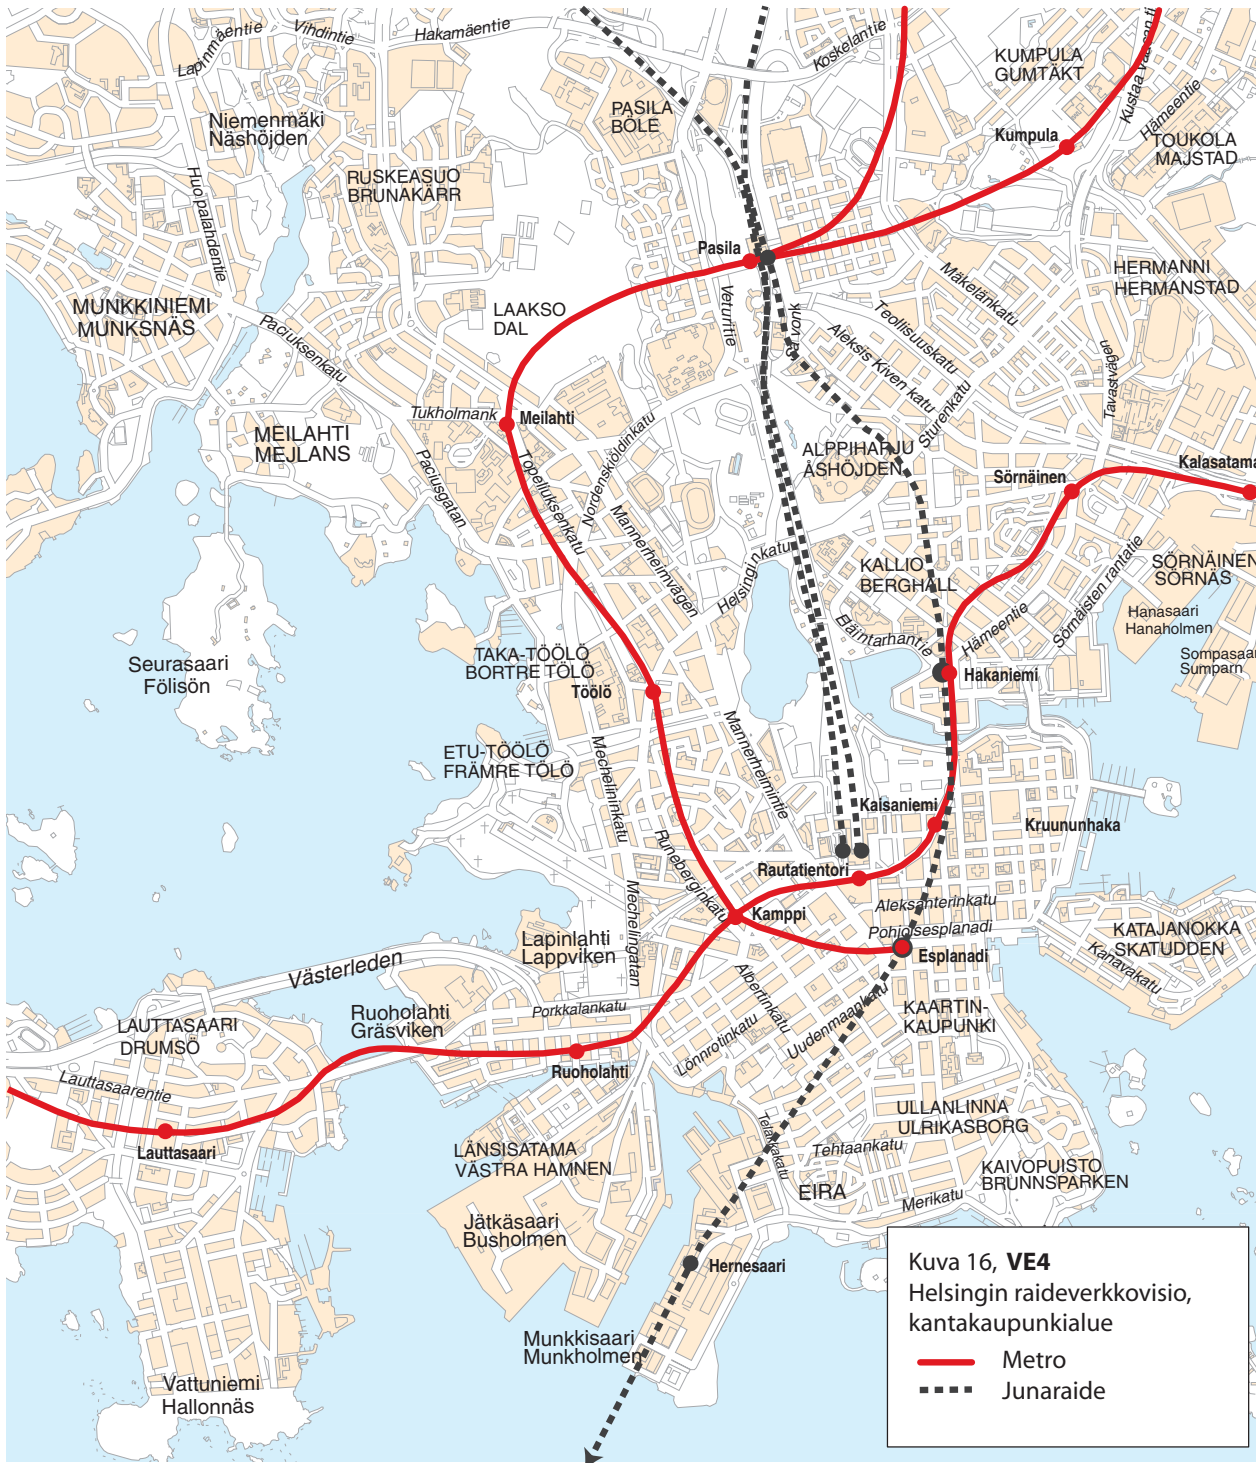 Lapinmäentie
Vihdintie
Hakamäentie
Koskelantie
KUMPULA
GUMTÄKT
Kustaa Vaasan ti
Hämeentie
PASILA
BÖLE
Niemenmäki
Näshöjden
Kumpula
TOUKOLA
MAJSTAD
RUSKEASUO
BRUNAKÄRR
Huopalahdentie
Pasila
HERMANNI
HERMANSTAD
Mäkelänkatu
MUNKKINIEMI
MUNKSNÄS
LAAKSO
DAL
Veturitie
Teollisuuskatu
Aleksis Kiven katu
Paciuksenkatu
Sturenkatu
Tavastvägen
Tukholmank
Meilahti
MEILAHTI
MEJLANS
Nordenskiöldinkatu
ALPPIHARJU
ÅSHÖJDEN
Paciusgatan
Topeliuksenkatu
Sörnäinen
Kalasatama
Mannerheimvägen
Helsinginkatu
KALLIO
BERGHÄLL
SÖRNÄINEN
SÖRNÄS
Sörnäisten rantatie
Hämeentie
Eläintarhantie
Hanasaari
Hanaholmen
Sompasaar
Sumparn
Seurasaari
Fölisön
TAKA-TÖÖLÖ
BORTRE TÖLÖ
Töölö
Hakaniemi
ETU-TÖÖLÖ
FRÄMRE TÖLÖ
Mechelininkatu
Mannerheimintie
Kaisaniemi
Kruununhaka
Runeberginkatu
Rautatientori
Mechelingatan
Kamppi
Aleksanterinkatu
Pohjoisesplanadi
Esplanadi
KATAJANOKKA
SKATUDDEN
Kanavakatu
Lapinlahti
Lappviken
Västerleden
Albertinkatu
Uudenmaankatu
Porkkalankatu
KAARTIN-
KAUPUNKI
Ruoholahti
Gräsviken
Lönnrotinkatu
LAUTTASAARI
DRUMSÖ
Ruoholahti
Lauttasaarentie
Lauttasaari
Telakkakatu
ULLANLINNA
ULRIKASBORG
Tehtaankatu
LÄNSISATAMA
VÄSTRA HAMNEN
KAIVOPUISTO
BRUNNSPARKEN
EIRA
Merikatu
Jätkäsaari
Busholmen
Hernesaari
Munkkisaari
Munkholmen
Vattuniemi
Hallonnäs
Kuva 16, VE4
Helsingin raideverkkovisio,
kantakaupunkialue
Metro
Junaraide